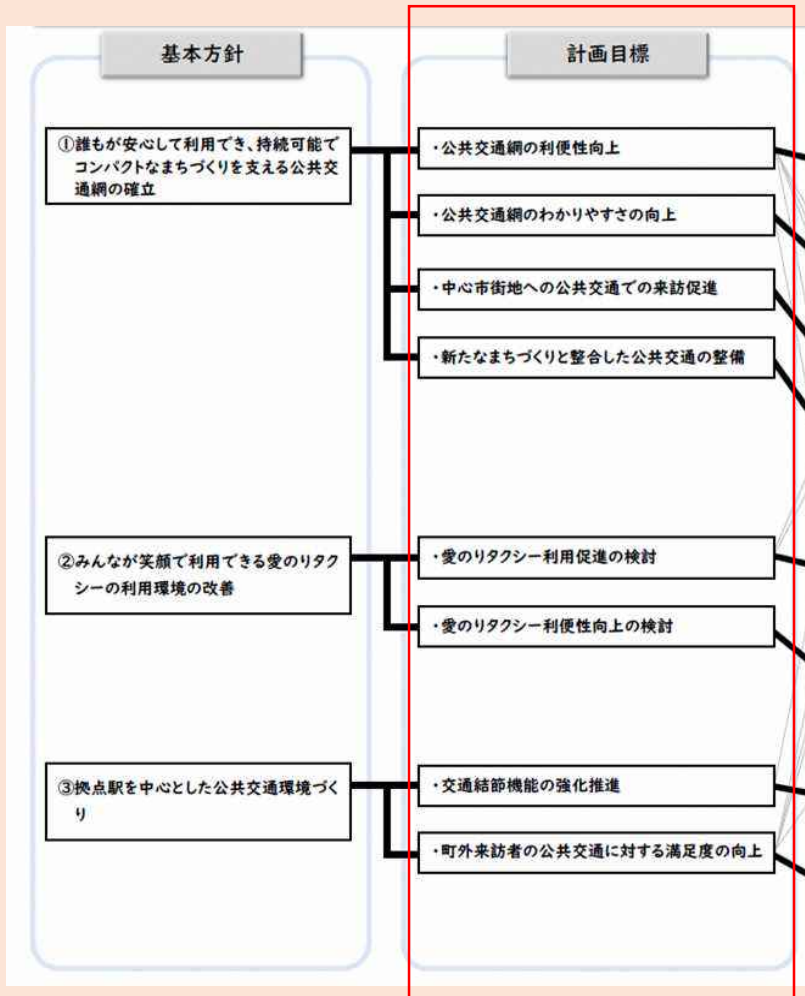 基本方針
計画目標
①誰もが安心して利用でき、持続可能で
コンパクトなまちづくりを支える公共交
通網の確立
・公共交通網の利便性向上
・公共交通網のわかりやすさの向上
・中心市街地への公共交通での来訪促進
・新たなまちづくりと整合した公共交通の整備
②みんなが笑顔で利用できる愛のりタク
シーの利用環境の改善
・愛のりタクシー利用促進の検討
・愛のりタクシー利便性向上の検討
③拠点駅を中心とした公共交通環境づく
り
・交通結節機能の強化推進
・町外来訪者の公共交通に対する満足度の向上